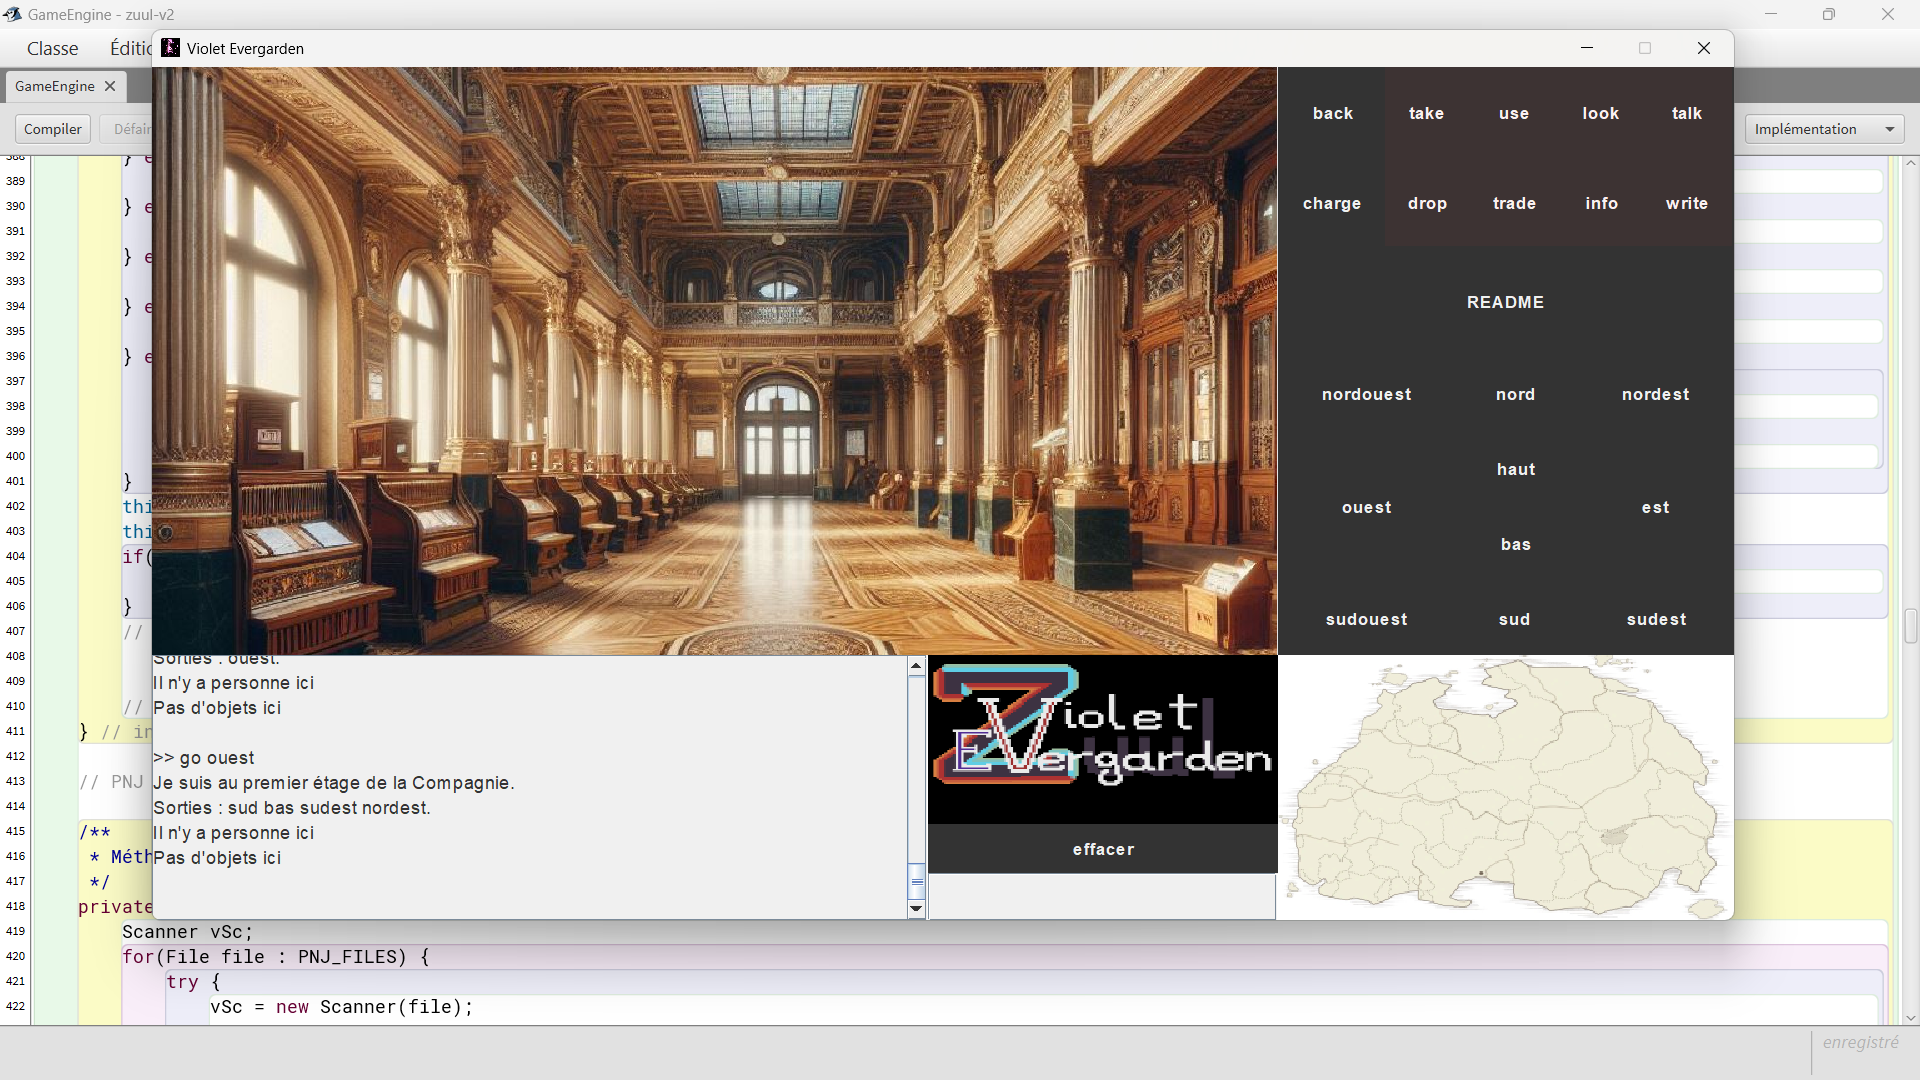 GameEngine - zuul-v2
Classe
Éditic
Violet Evergarden
GameEngine
Compiler
Défair
Implémentation
back take use look talk
charge drop trade info write
README
nordouest nord nordest
haut
ouest est
bas
sudouest sud sudest
388 } e
389
390 } e
391
392 } e
393
394 } e
395
396 } e
397
398
399
400
401 }
402 thi
403 thi
404 if(
405
406 }
407 //
408
409
410 //
411 } // in
412
413 // PNJ
414
415 /**
416 * Méth
417 */
418 private
419 Scanner vSc;
420 for(File file : PNJ_FILES) {
421 try {
422 vSc = new Scanner(file);
Sorties : ouest.
Il n'y a personne ici
Pas d'objets ici
>> go ouest
Je suis au premier étage de la Compagnie.
Sorties : sud bas sudest nordest.
Il n'y a personne ici
Pas d'objets ici
Violet
Evergarden
effacer
enregistré